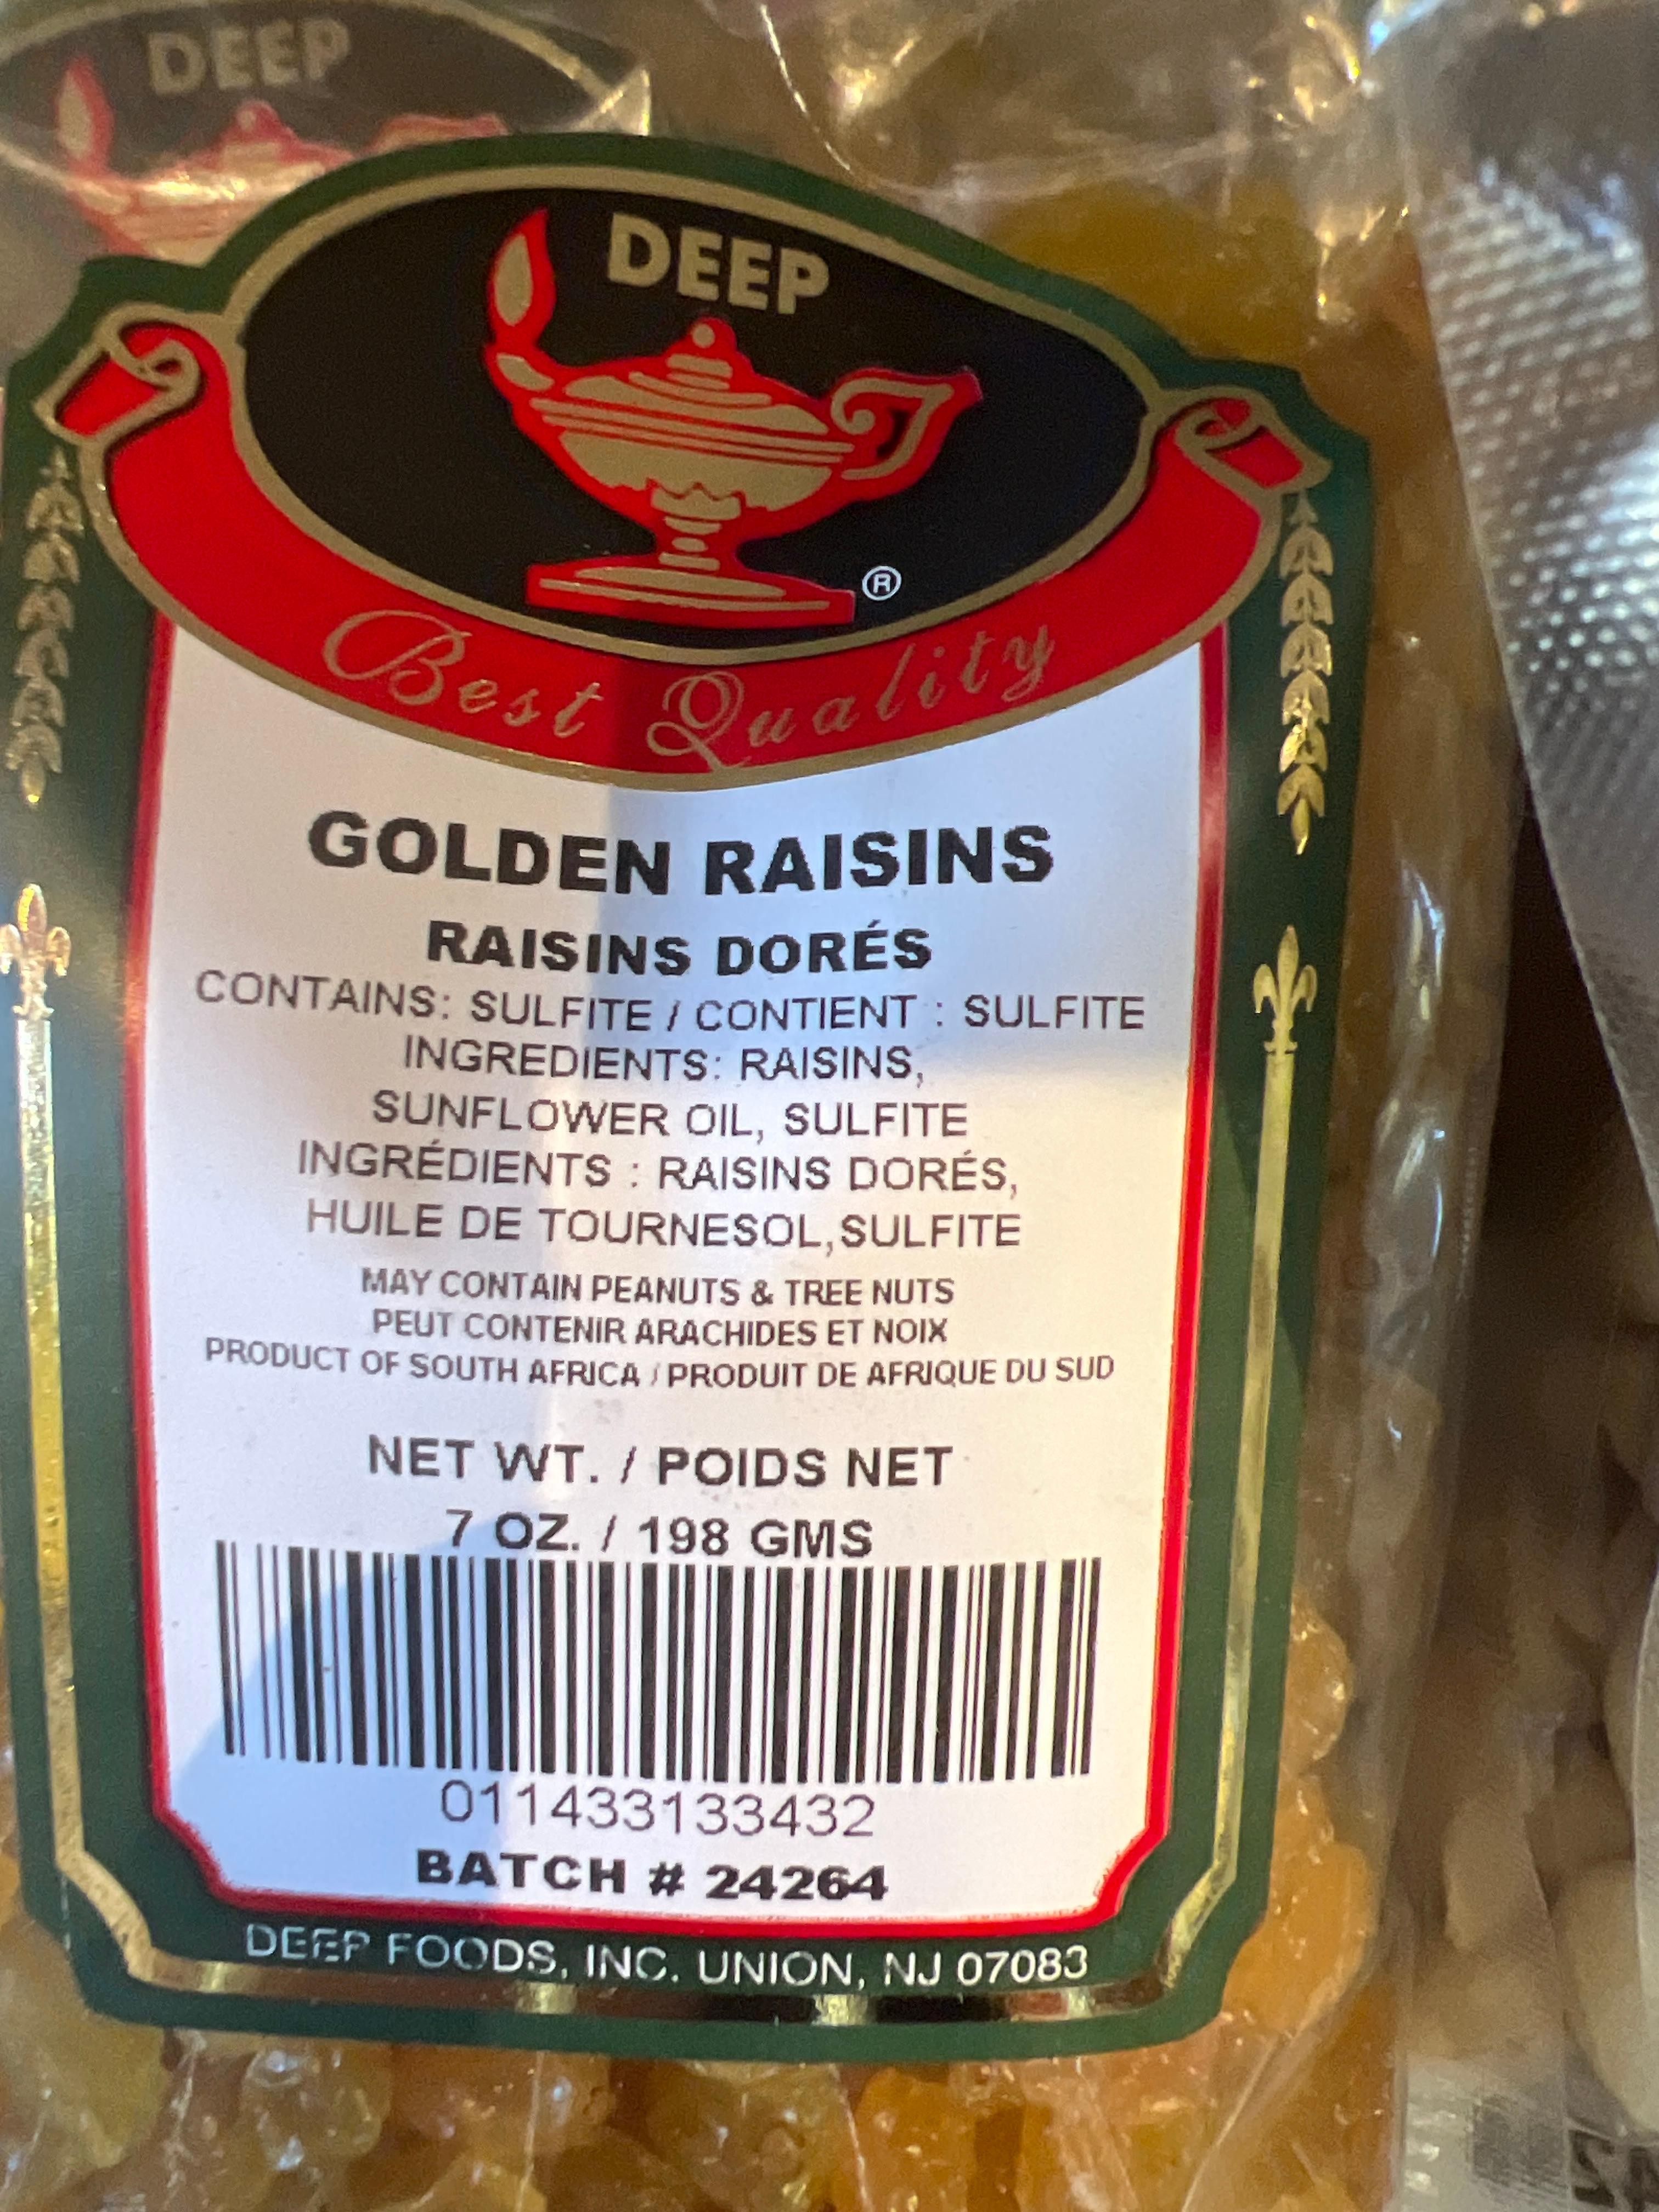 DEEP
DEEP
®
Best Quality
GOLDEN RAISINS
RAISINS DORÉS
CONTAINS: SULFITE / CONTIENT : SULFITE
INGREDIENTS: RAISINS,
SUNFLOWER OIL, SULFITE
INGRÉDIENTS : RAISINS DORÉS,
HUILE DE TOURNESOL,SULFITE
MAY CONTAIN PEANUTS & TREE NUTS
PEUT CONTENIR ARACHIDES ET NOIX
PRODUCT OF SOUTH AFRICA / PRODUIT DE AFRIQUE DU SUD
NET WT. / POIDS NET
7 OZ. / 198 GMS
011433133432
BATCH # 24264
DEEP FOODS, INC. UNION, NJ 07083